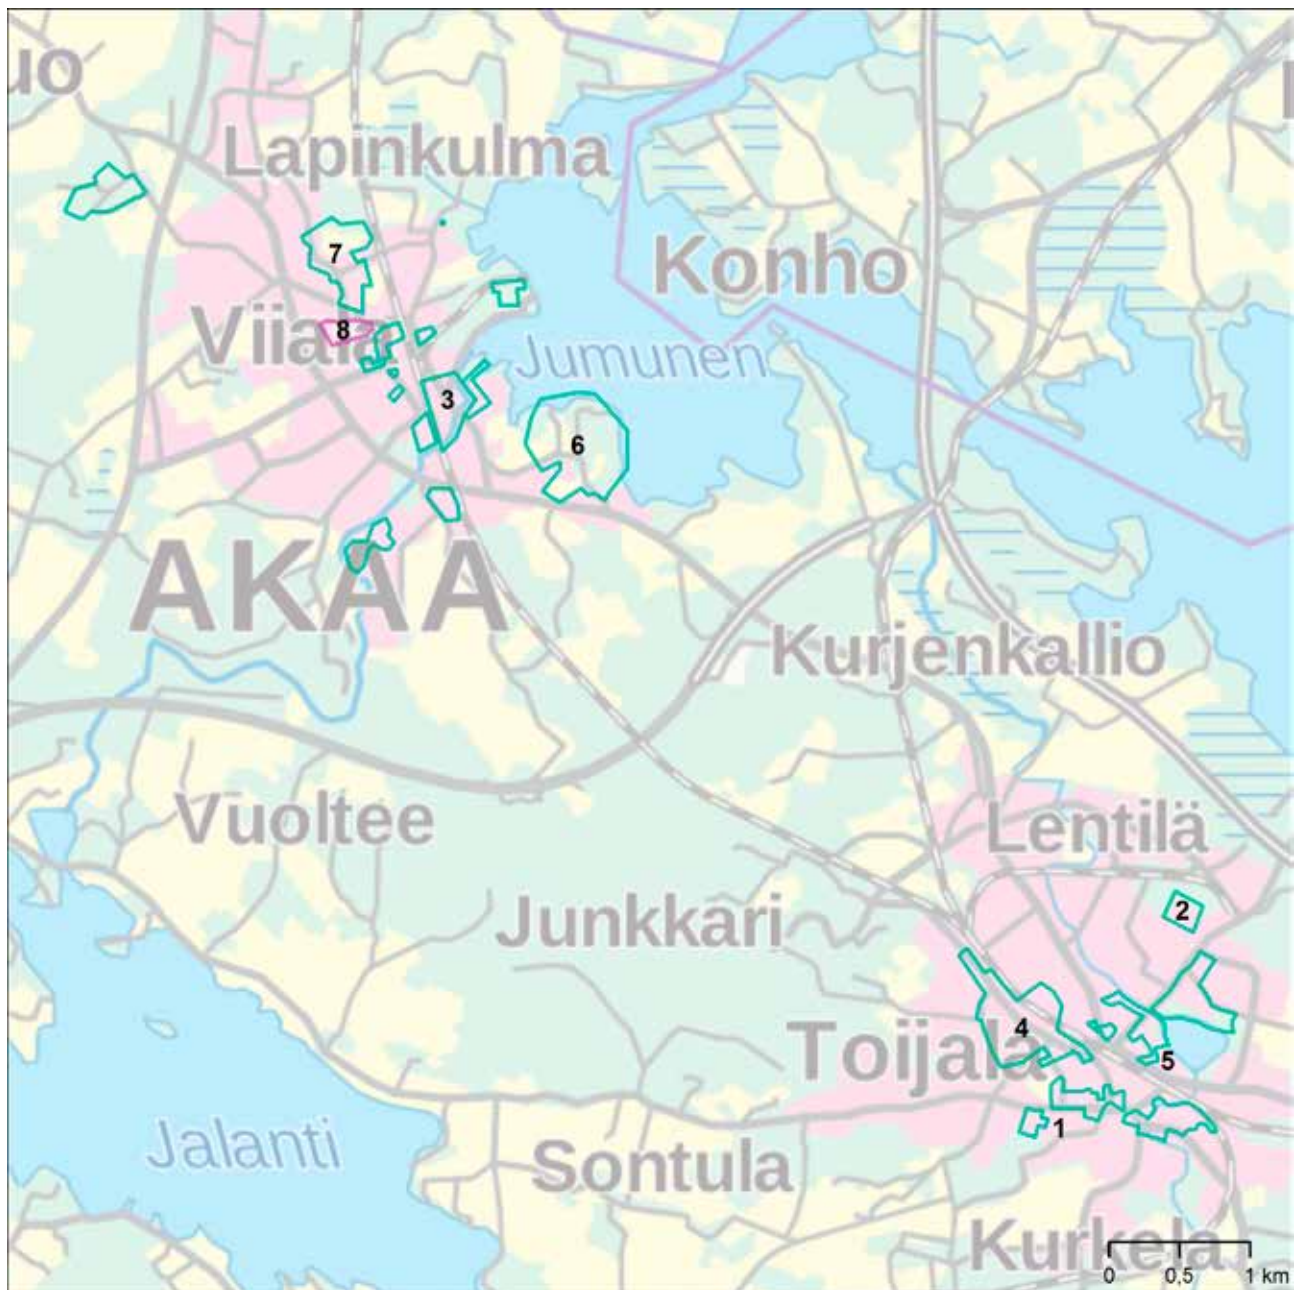 uo
Lapinkulma
7
Konho
Viiala
8
Jumunen
3
6
AKAA
Kurjenkallio
Vuoltee
Lentilä
Junkkari
2
4
Toijala
5
1
Jalanti
Sontula
Kurkela
0 0,5 1 km